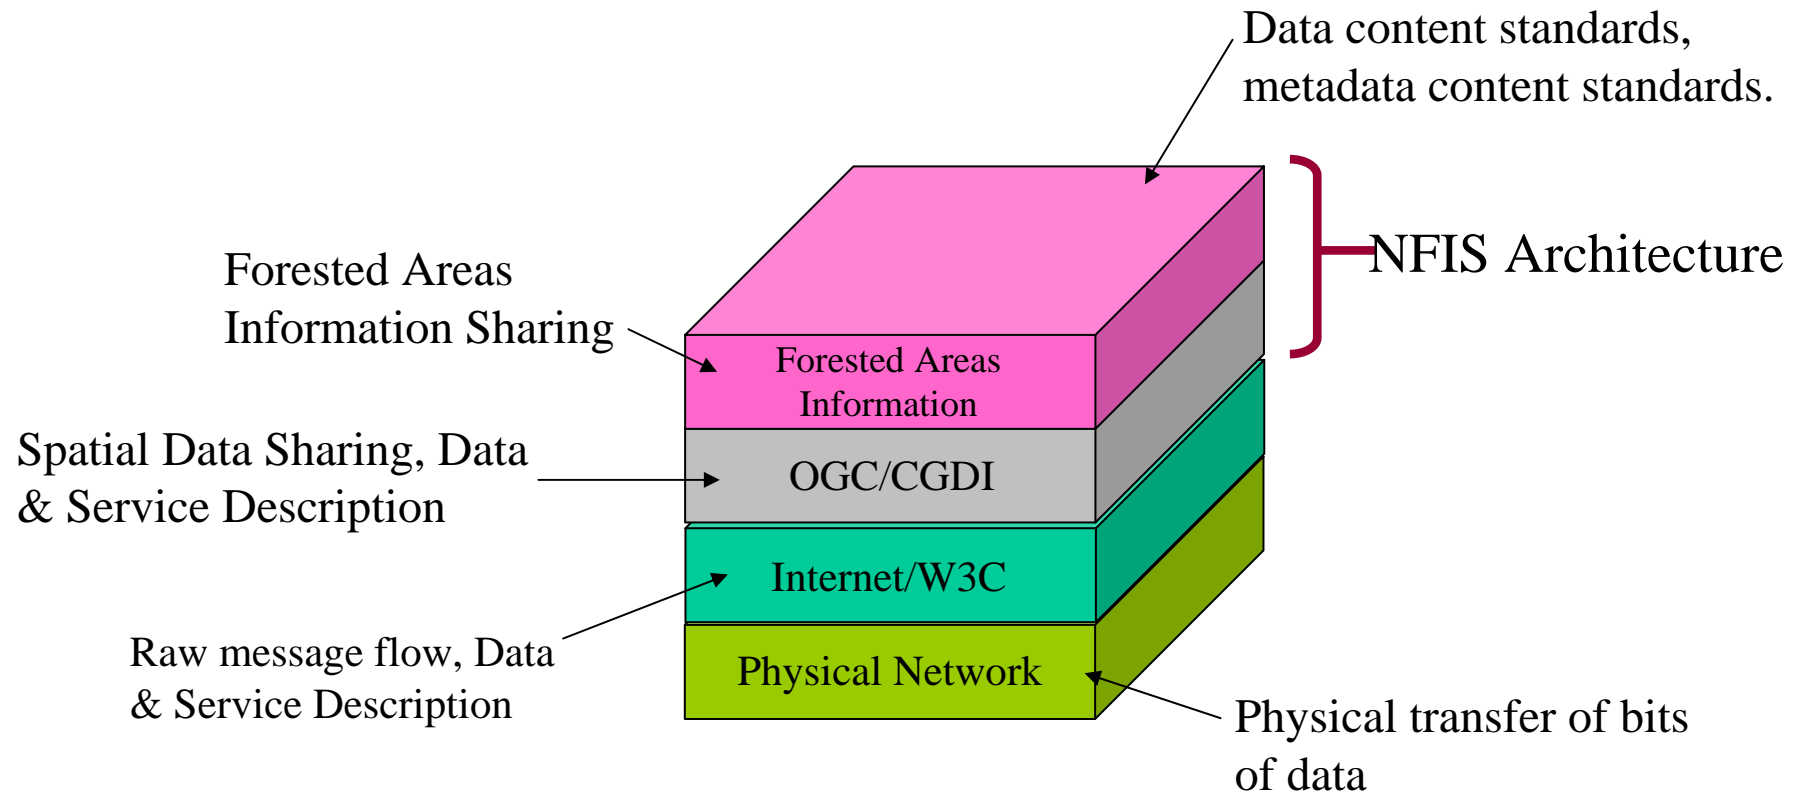 Data content standards,
metadata content standards.
NFIS Architecture
Forested Areas
Information Sharing
Forested Areas
Information
Spatial Data Sharing, Data
& Service Description
OGC/CGDI
Internet/W3C
Raw message flow, Data
& Service Description
Physical Network
Physical transfer of bits
of data